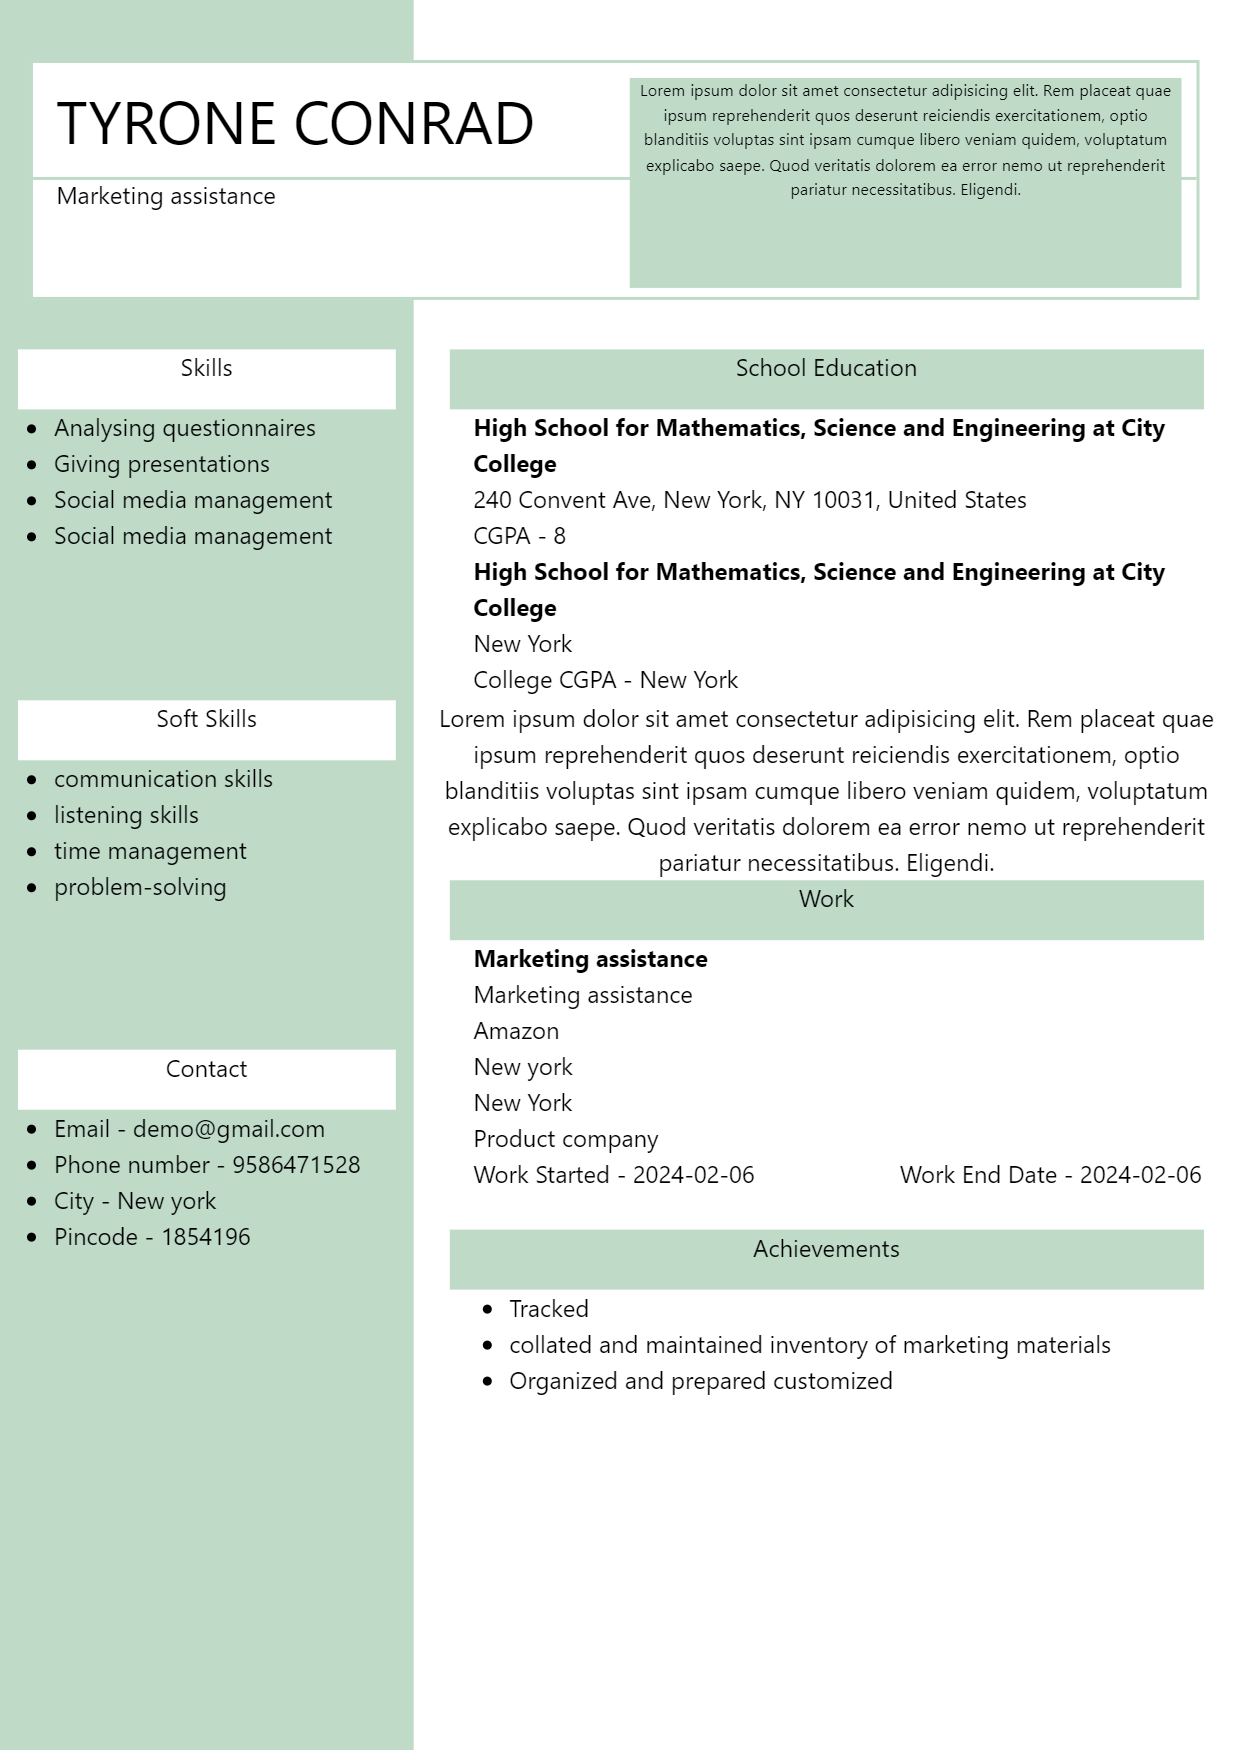 TYRONE CONRAD
Marketing assistance
Lorem ipsum dolor sit amet consectetur adipisicing elit. Rem placeat quae
ipsum reprehenderit quos deserunt reiciendis exercitationem, optio
blanditiis voluptas sint ipsam cumque libero veniam quidem, voluptatum
explicabo saepe. Quod veritatis dolorem ea error nemo ut reprehenderit
pariatur necessitatibus. Eligendi.
Skills
Analysing questionnaires
Giving presentations
Social media management
Social media management
Soft Skills
communication skills
listening skills
time management
problem-solving
Contact
Email - demo@gmail.com
Phone number - 9586471528
City - New york
Pincode - 1854196
School Education
High School for Mathematics, Science and Engineering at City
College
240 Convent Ave, New York, NY 10031, United States
CGPA - 8
High School for Mathematics, Science and Engineering at City
College
New York
College CGPA - New York
Lorem ipsum dolor sit amet consectetur adipisicing elit. Rem placeat quae
ipsum reprehenderit quos deserunt reiciendis exercitationem, optio
blanditiis voluptas sint ipsam cumque libero veniam quidem, voluptatum
explicabo saepe. Quod veritatis dolorem ea error nemo ut reprehenderit
pariatur necessitatibus. Eligendi.
Work
Marketing assistance
Marketing assistance
Amazon
New york
New York
Product company
Work Started - 2024-02-06 Work End Date - 2024-02-06
Achievements
Tracked
collated and maintained inventory of marketing materials
Organized and prepared customized